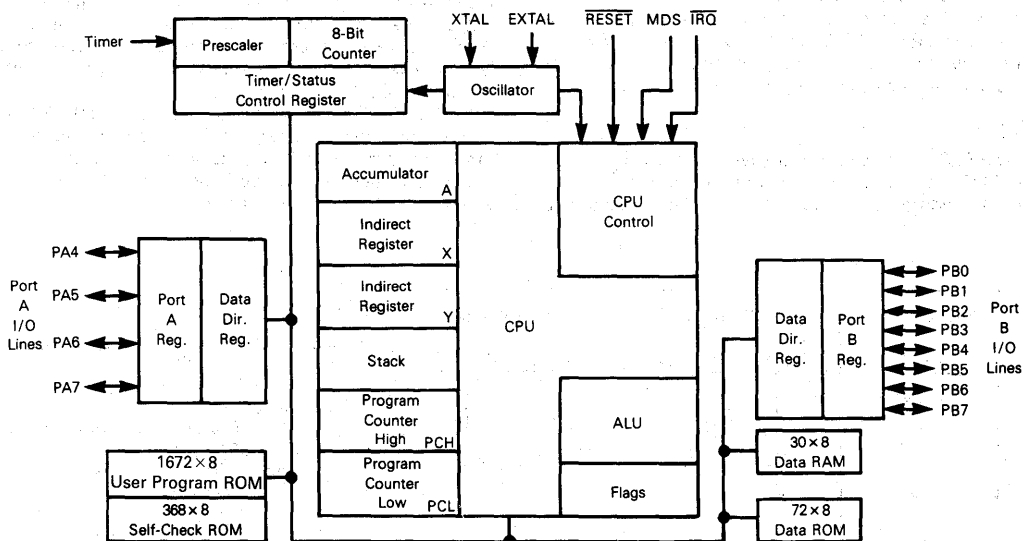 XTAL EXTAL RESET MDS IRQ
Timer
Prescaler
8-Bit
Counter
Timer/Status
Control Register
Oscillator
Accumulator
A
Indirect
Register
X
Indirect
Register
Y
Stack
Program
Counter
High PCH
Program
Counter
Low PCL
CPU
CPU
Control
ALU
Flags
Port
A
I/O
Lines
PA4
PA5
PA6
PA7
Port
A
Reg.
Data
Dir.
Reg.
1672×8
User Program ROM
368×8
Self-Check ROM
Data
Dir.
Reg.
Port
B
Reg.
PB0
PB1
PB2
PB3
PB4
PB5
PB6
PB7
Port
B
I/O
Lines
30×8
Data RAM
72×8
Data ROM